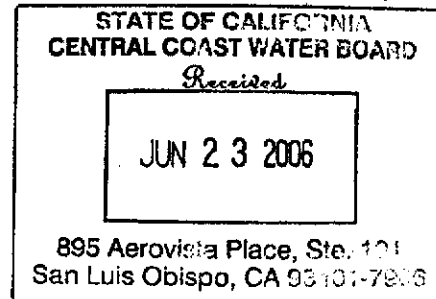 STATE OF CALIFORNIA
CENTRAL COAST WATER BOARD
Received
JUN 23 2006
895 Aerovista Place, Ste. 101
San Luis Obispo, CA